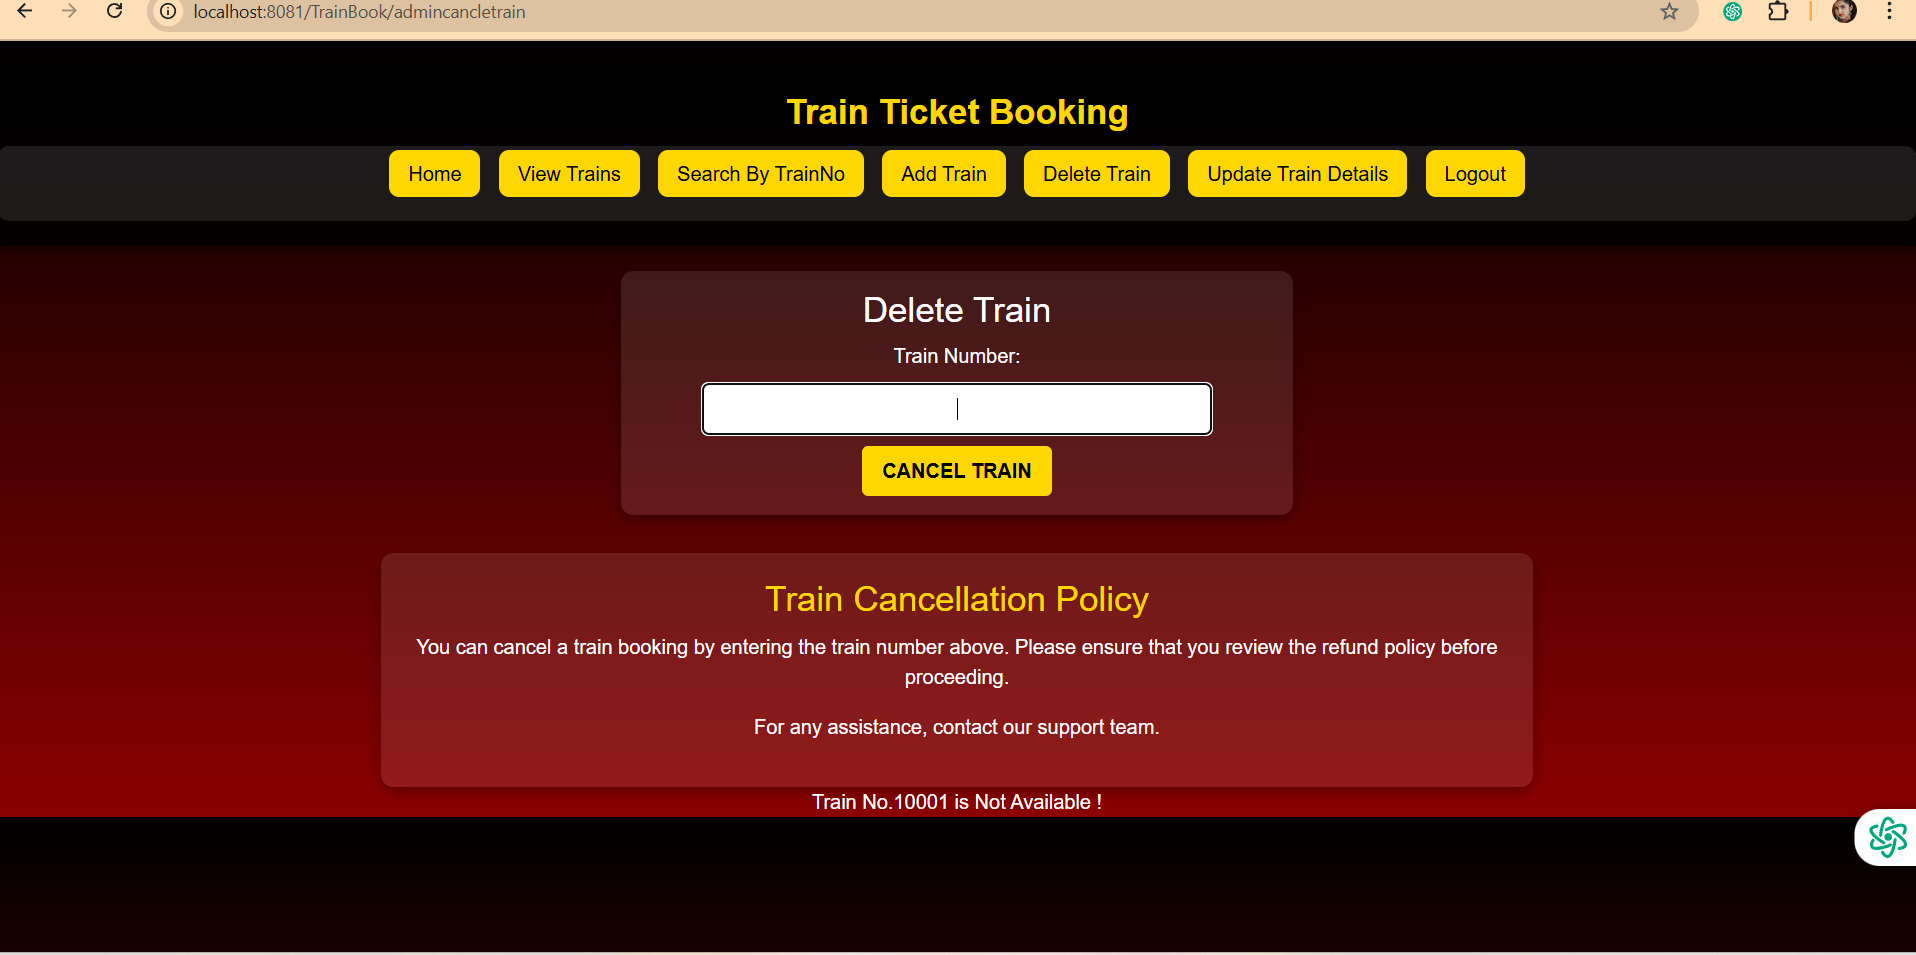 localhost:8081/TrainBook/admincancletrain
Train Ticket Booking
Home View Trains Search By TrainNo Add Train Delete Train Update Train Details Logout
Delete Train
Train Number:
CANCEL TRAIN
Train Cancellation Policy
You can cancel a train booking by entering the train number above. Please ensure that you review the refund policy before
proceeding.
For any assistance, contact our support team.
Train No.10001 is Not Available !